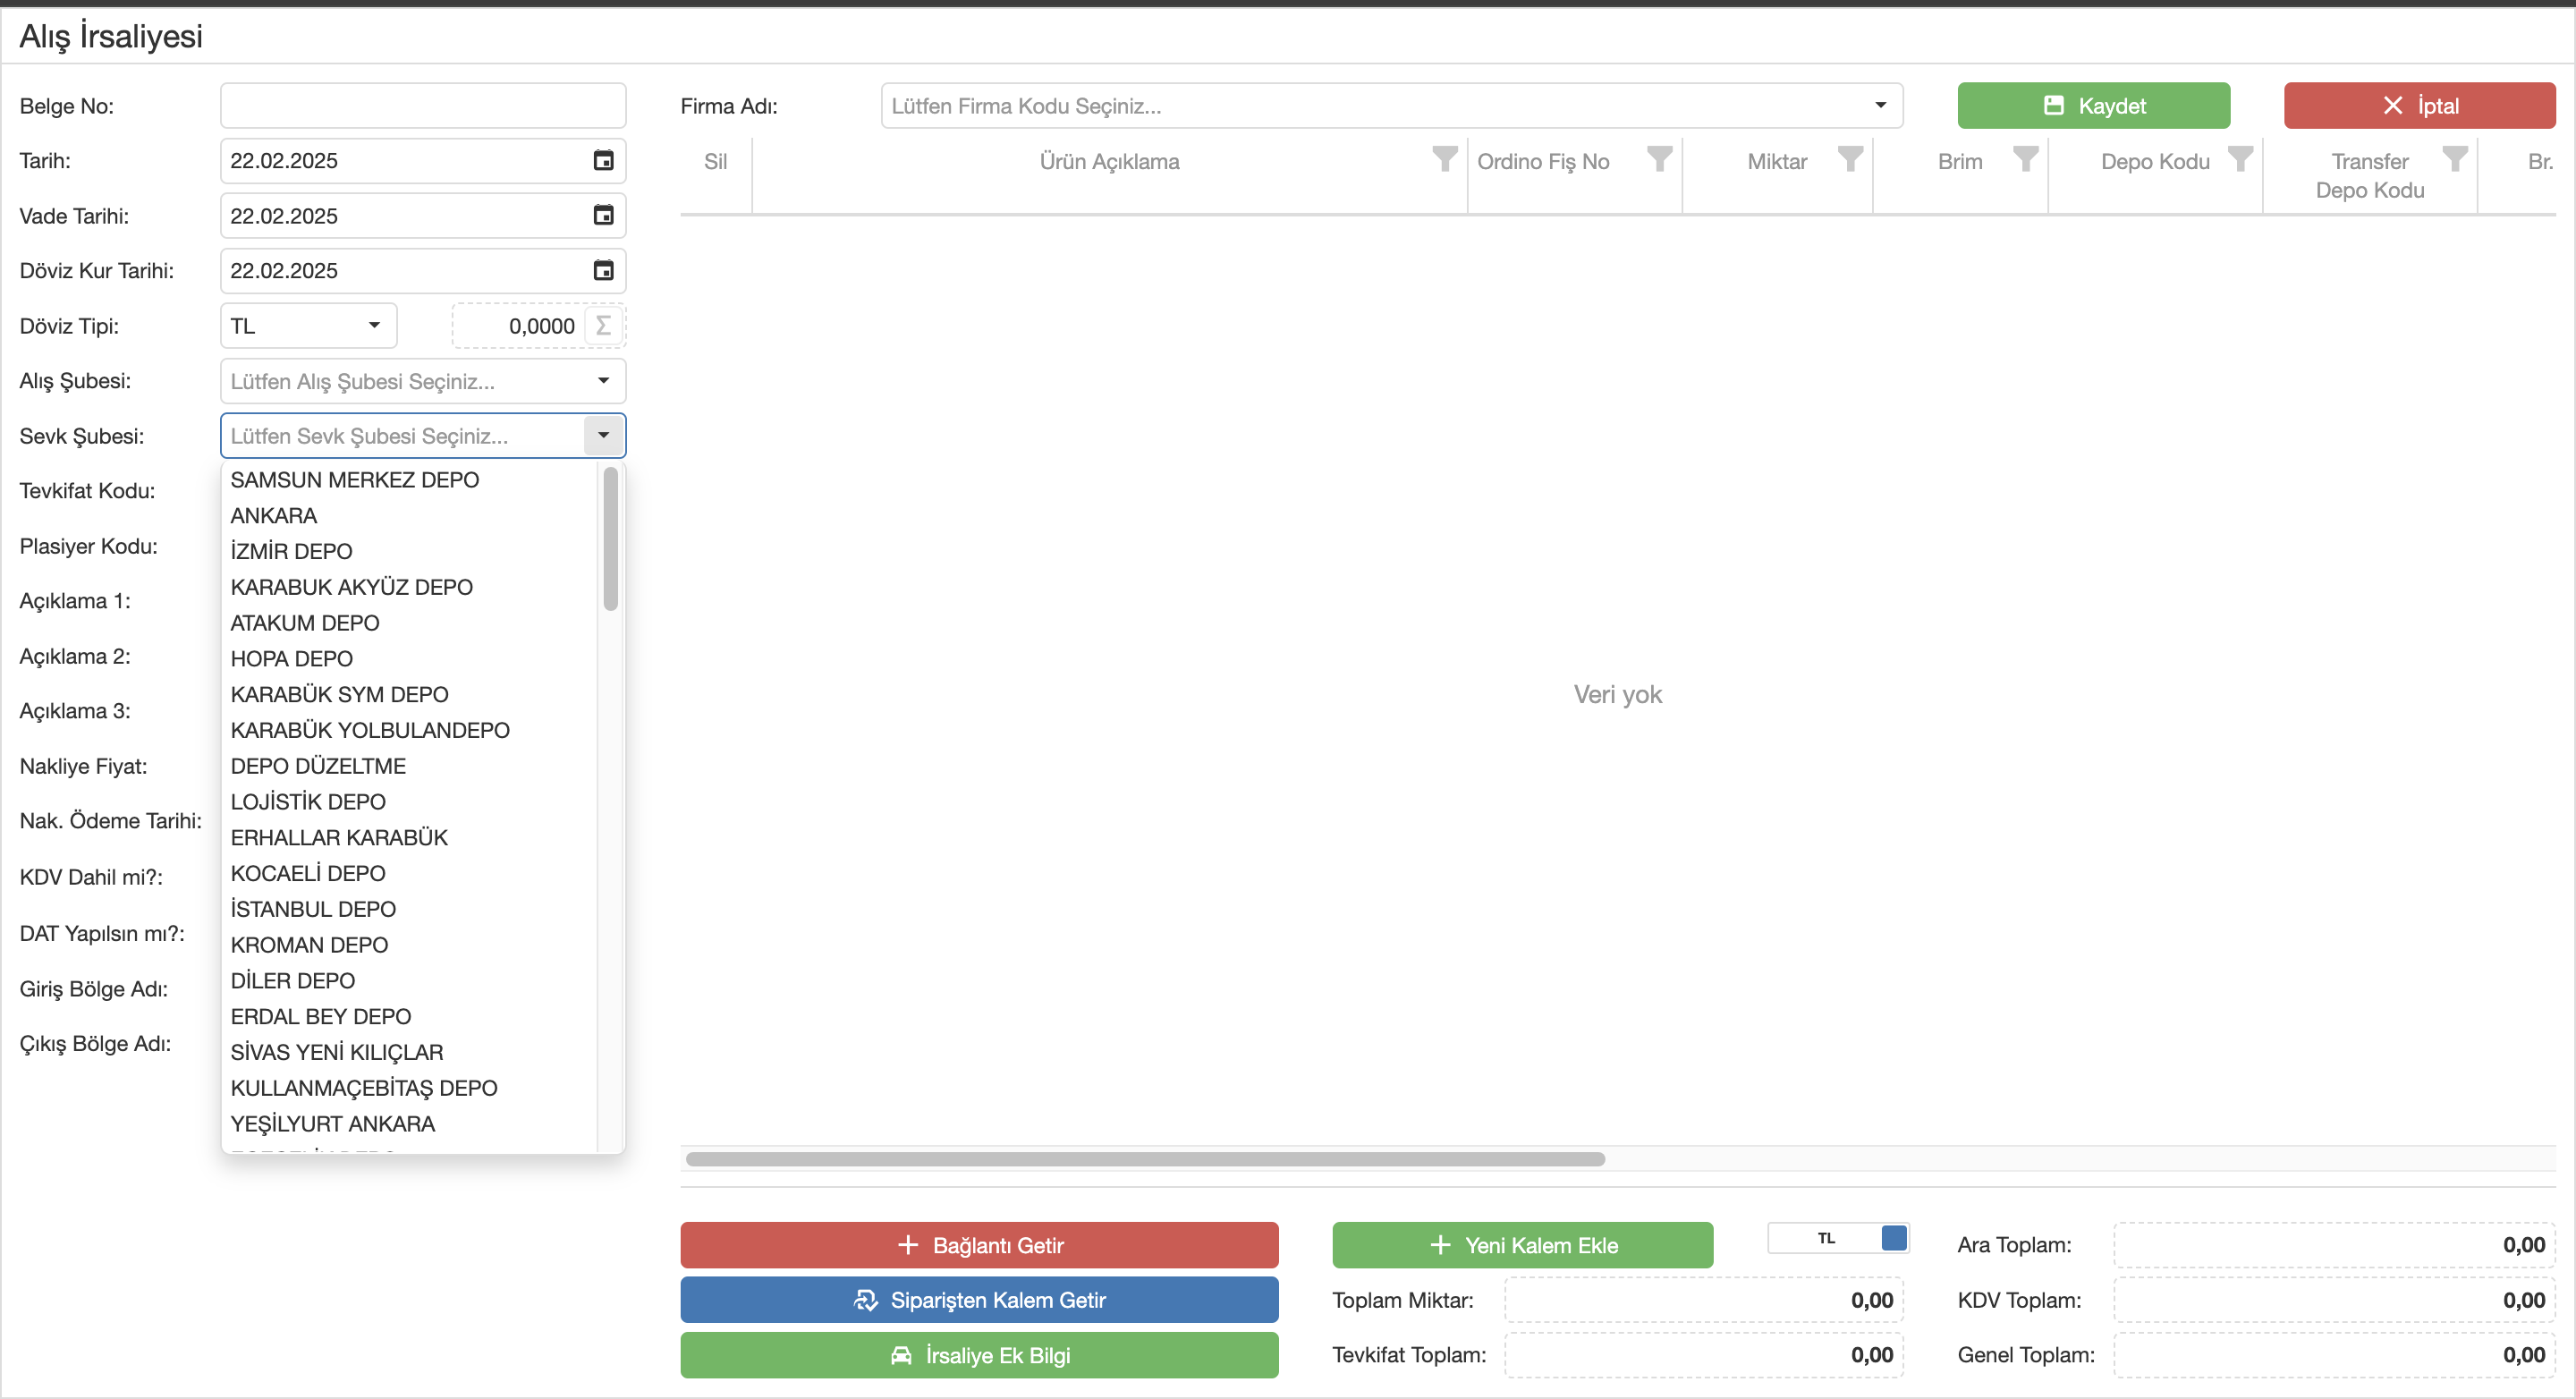 Alış İrsaliyesi
Belge No:
Firma Adı: Lütfen Firma Kodu Seçiniz...
Kaydet
İptal
Tarih: 22.02.2025
Vade Tarihi: 22.02.2025
Döviz Kur Tarihi: 22.02.2025
Döviz Tipi: TL 0,0000 Σ
Alış Şubesi: Lütfen Alış Şubesi Seçiniz...
Sevk Şubesi: Lütfen Sevk Şubesi Seçiniz...
Tevkifat Kodu:
Plasiyer Kodu:
Açıklama 1:
Açıklama 2:
Açıklama 3:
Nakliye Fiyat:
Nak. Ödeme Tarihi:
KDV Dahil mi?:
DAT Yapılsın mı?:
Giriş Bölge Adı:
Çıkış Bölge Adı:
SAMSUN MERKEZ DEPO
ANKARA
İZMİR DEPO
KARABUK AKYÜZ DEPO
ATAKUM DEPO
HOPA DEPO
KARABÜK SYM DEPO
KARABÜK YOLBULANDEPO
DEPO DÜZELTME
LOJİSTİK DEPO
ERHALLAR KARABÜK
KOCAELİ DEPO
İSTANBUL DEPO
KROMAN DEPO
DİLER DEPO
ERDAL BEY DEPO
SİVAS YENİ KILIÇLAR
KULLANMAÇEBİTAŞ DEPO
YEŞİLYURT ANKARA
Sil
Ürün Açıklama
Ordino Fiş No
Miktar
Brim
Depo Kodu
Transfer
Depo Kodu
Br.
Veri yok
Bağlantı Getir
Siparişten Kalem Getir
İrsaliye Ek Bilgi
Yeni Kalem Ekle
TL
Toplam Miktar: 0,00
Tevkifat Toplam: 0,00
Ara Toplam: 0,00
KDV Toplam: 0,00
Genel Toplam: 0,00